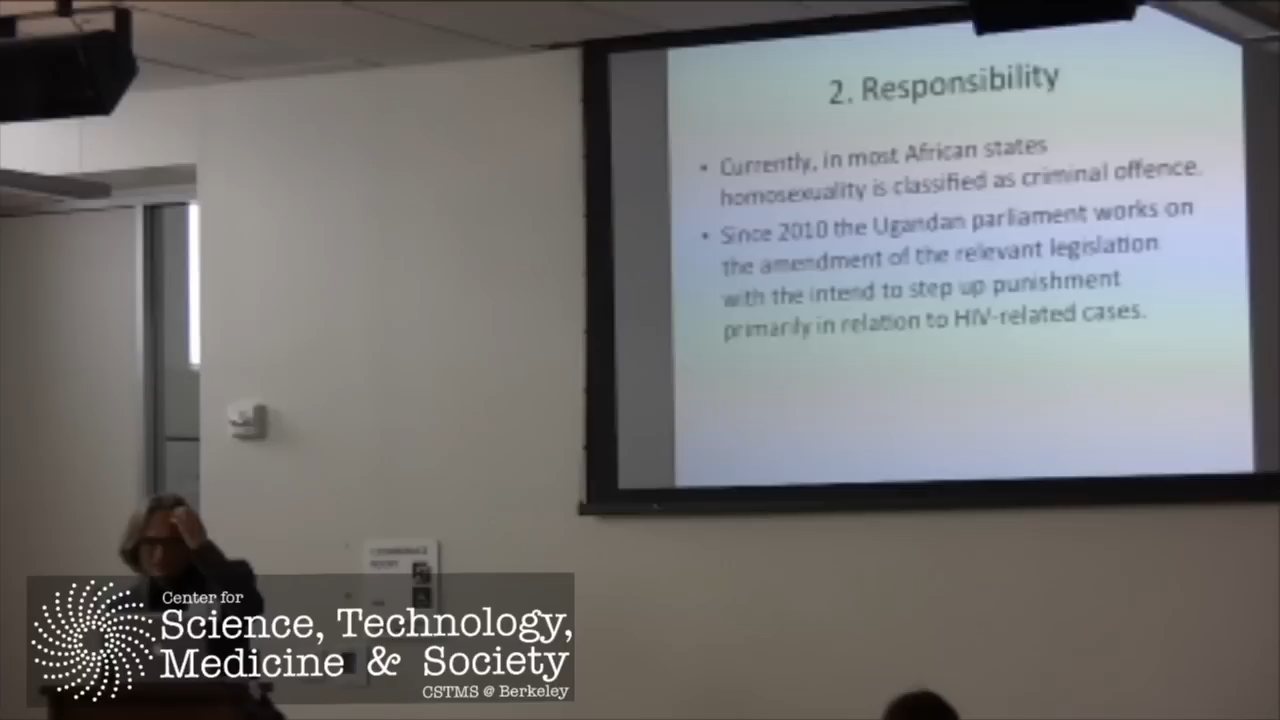 2. Responsibility
• Currently, in most African states
homosexuality is classified as criminal offence.
• Since 2010 the Ugandan parliament works on
the amendment of the relevant legislation
with the intend to step up punishment
primarily in relation to HIV-related cases.
CONFERENCE
ROOM
Center for
Science, Technology,
Medicine & Society
CSTMS @ Berkeley